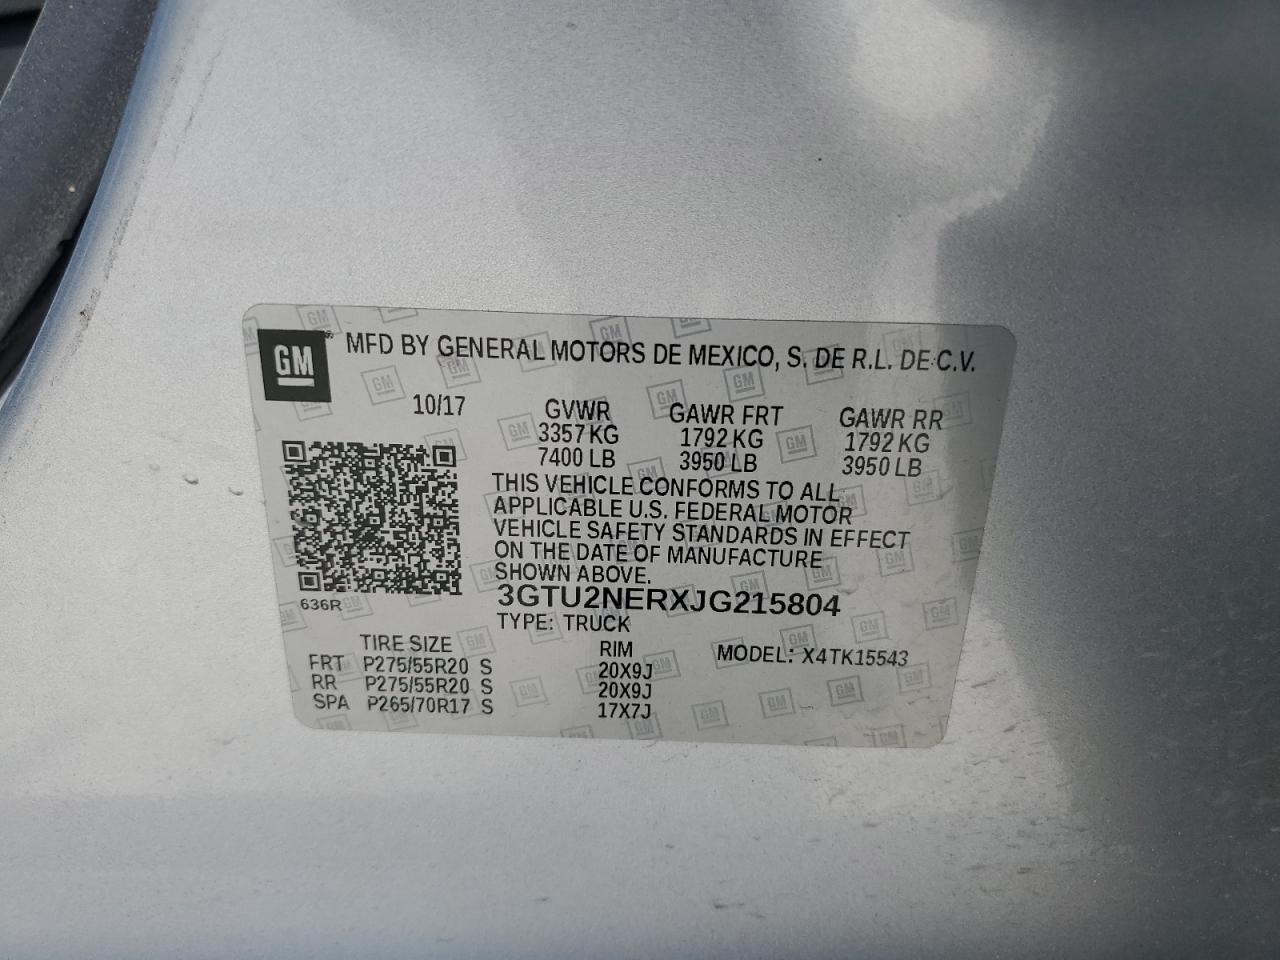 GM® MFD BY GENERAL MOTORS DE MEXICO, S. DE R.L. DE C.V.
10/17 GVWR GAWR FRT GAWR RR
3357 KG 1792 KG 1792 KG
7400 LB 3950 LB 3950 LB
THIS VEHICLE CONFORMS TO ALL
APPLICABLE U.S. FEDERAL MOTOR
VEHICLE SAFETY STANDARDS IN EFFECT
ON THE DATE OF MANUFACTURE
SHOWN ABOVE.
636R 3GTU2NERXJG215804
TYPE: TRUCK
TIRE SIZE RIM MODEL: X4TK15543
FRT P275/55R20 S 20X9J
RR P275/55R20 S 20X9J
SPA P265/70R17 S 17X7J